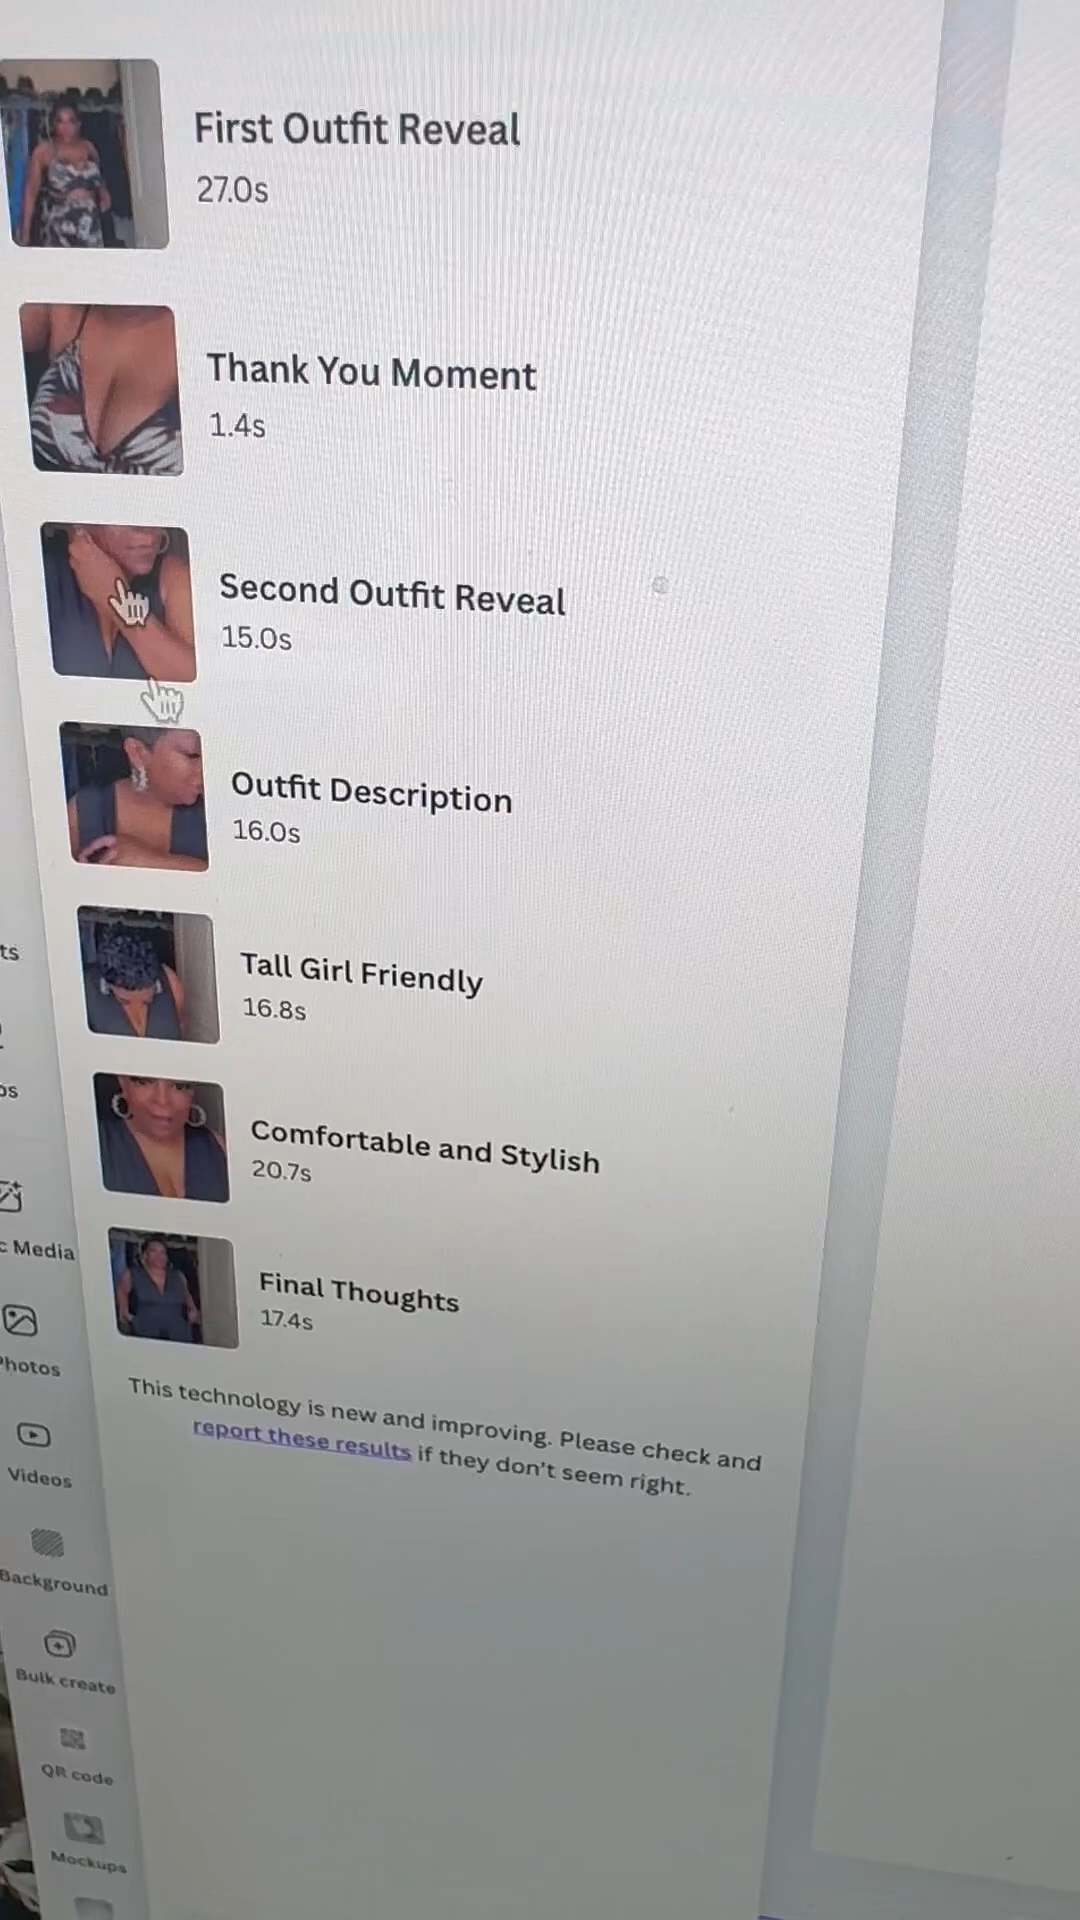 First Outfit Reveal
27.0s
Thank You Moment
1.4s
Second Outfit Reveal
15.0s
Outfit Description
16.0s
Tall Girl Friendly
16.8s
Comfortable and Stylish
20.7s
Final Thoughts
17.4s
This technology is new and improving. Please check and
report these results if they don't seem right.
ts
os
c Media
Photos
Videos
Background
Bulk create
QR code
Mockups